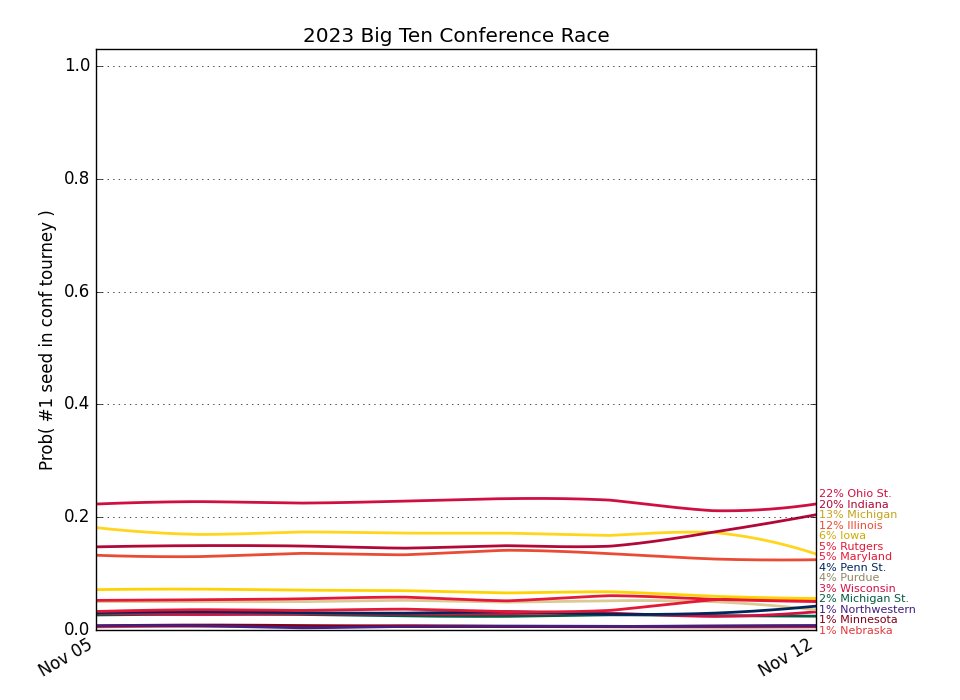 2023 Big Ten Conference Race
1.0
0.8
0.6
0.4
0.2
0.0
Prob( #1 seed in conf tourney )
Nov 05
Nov 12
22% Ohio St.
20% Indiana
13% Michigan
12% Illinois
6% Iowa
5% Rutgers
5% Maryland
4% Penn St.
4% Purdue
3% Wisconsin
2% Michigan St.
1% Northwestern
1% Minnesota
1% Nebraska